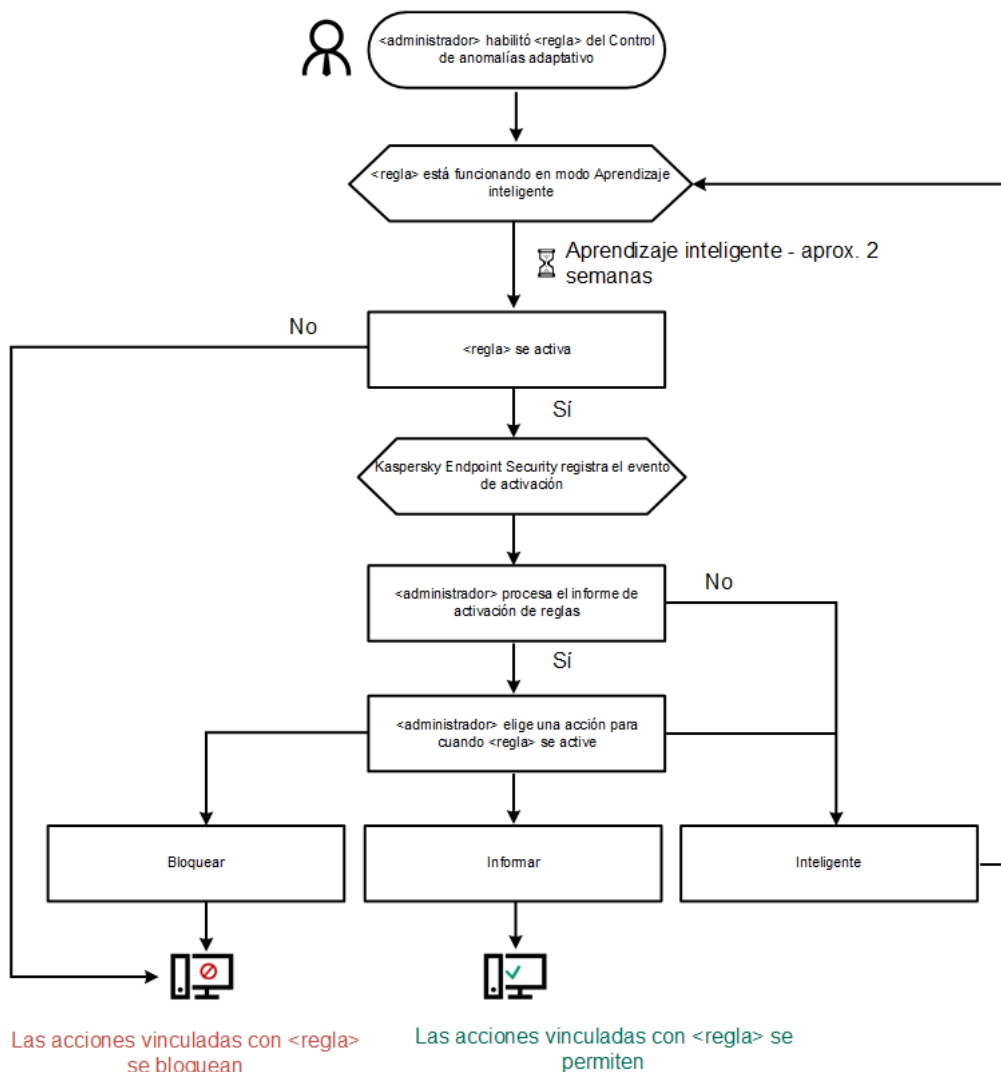 <administrador> habilitó <regla> del Control
de anomalías adaptativo
<regla> está funcionando en modo Aprendizaje
inteligente
Aprendizaje inteligente - aprox. 2
semanas
No
<regla> se activa
Sí
Kaspersky Endpoint Security registra el evento
de activación
<administrador> procesa el informe de
activación de reglas
No
Sí
<administrador> elige una acción para
cuando <regla> se active
Bloquear
Informar
Inteligente
Las acciones vinculadas con <regla>
se bloquean
Las acciones vinculadas con <regla> se
permiten